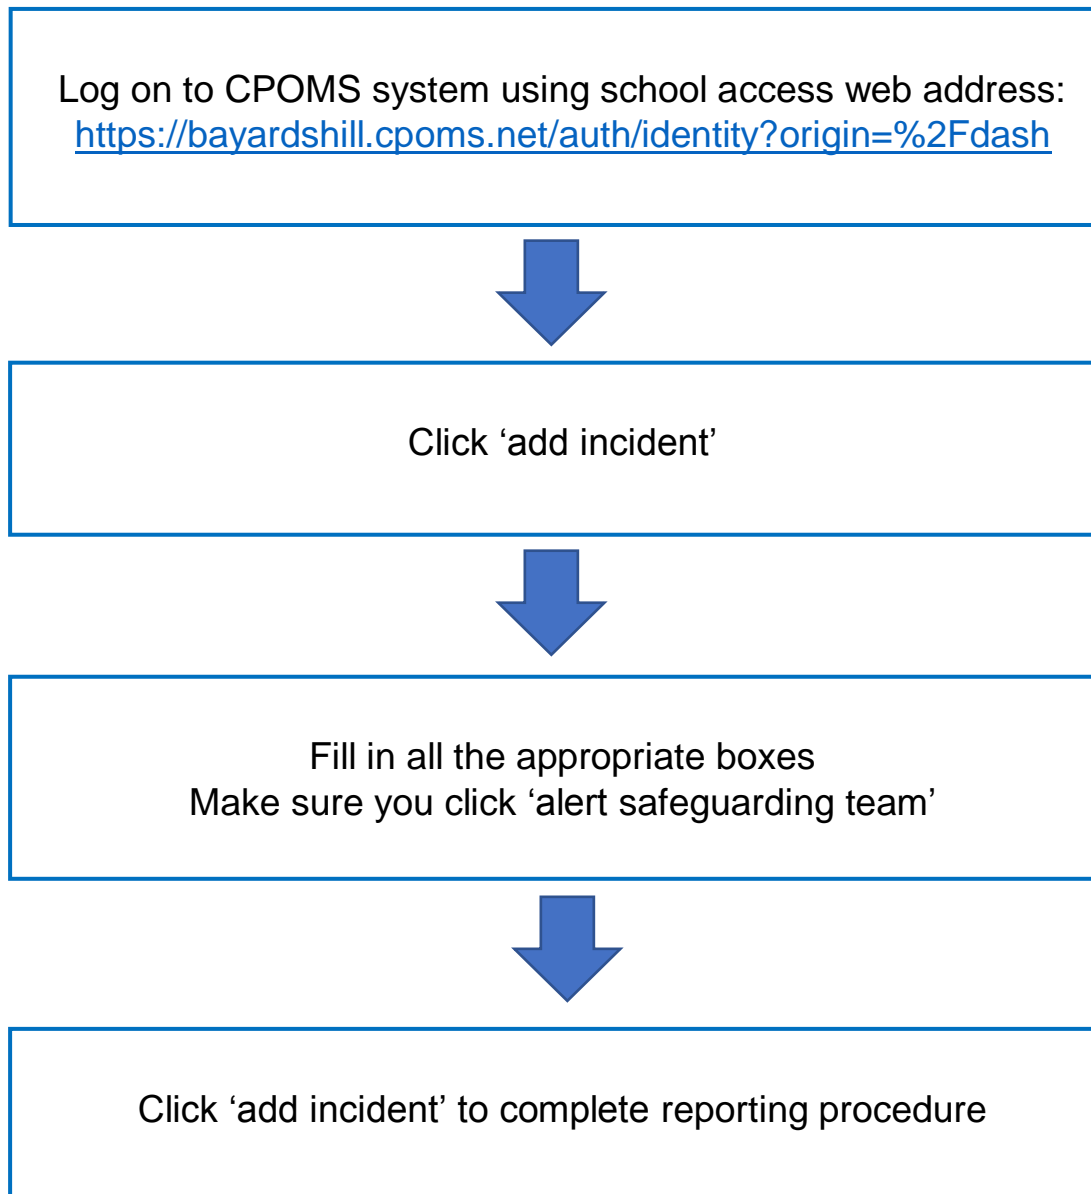 Log on to CPOMS system using school access web address:
https://bayardshill.cpoms.net/auth/identity?origin=%2Fdash
Click ‘add incident’
Fill in all the appropriate boxes
Make sure you click ‘alert safeguarding team’
Click ‘add incident’ to complete reporting procedure